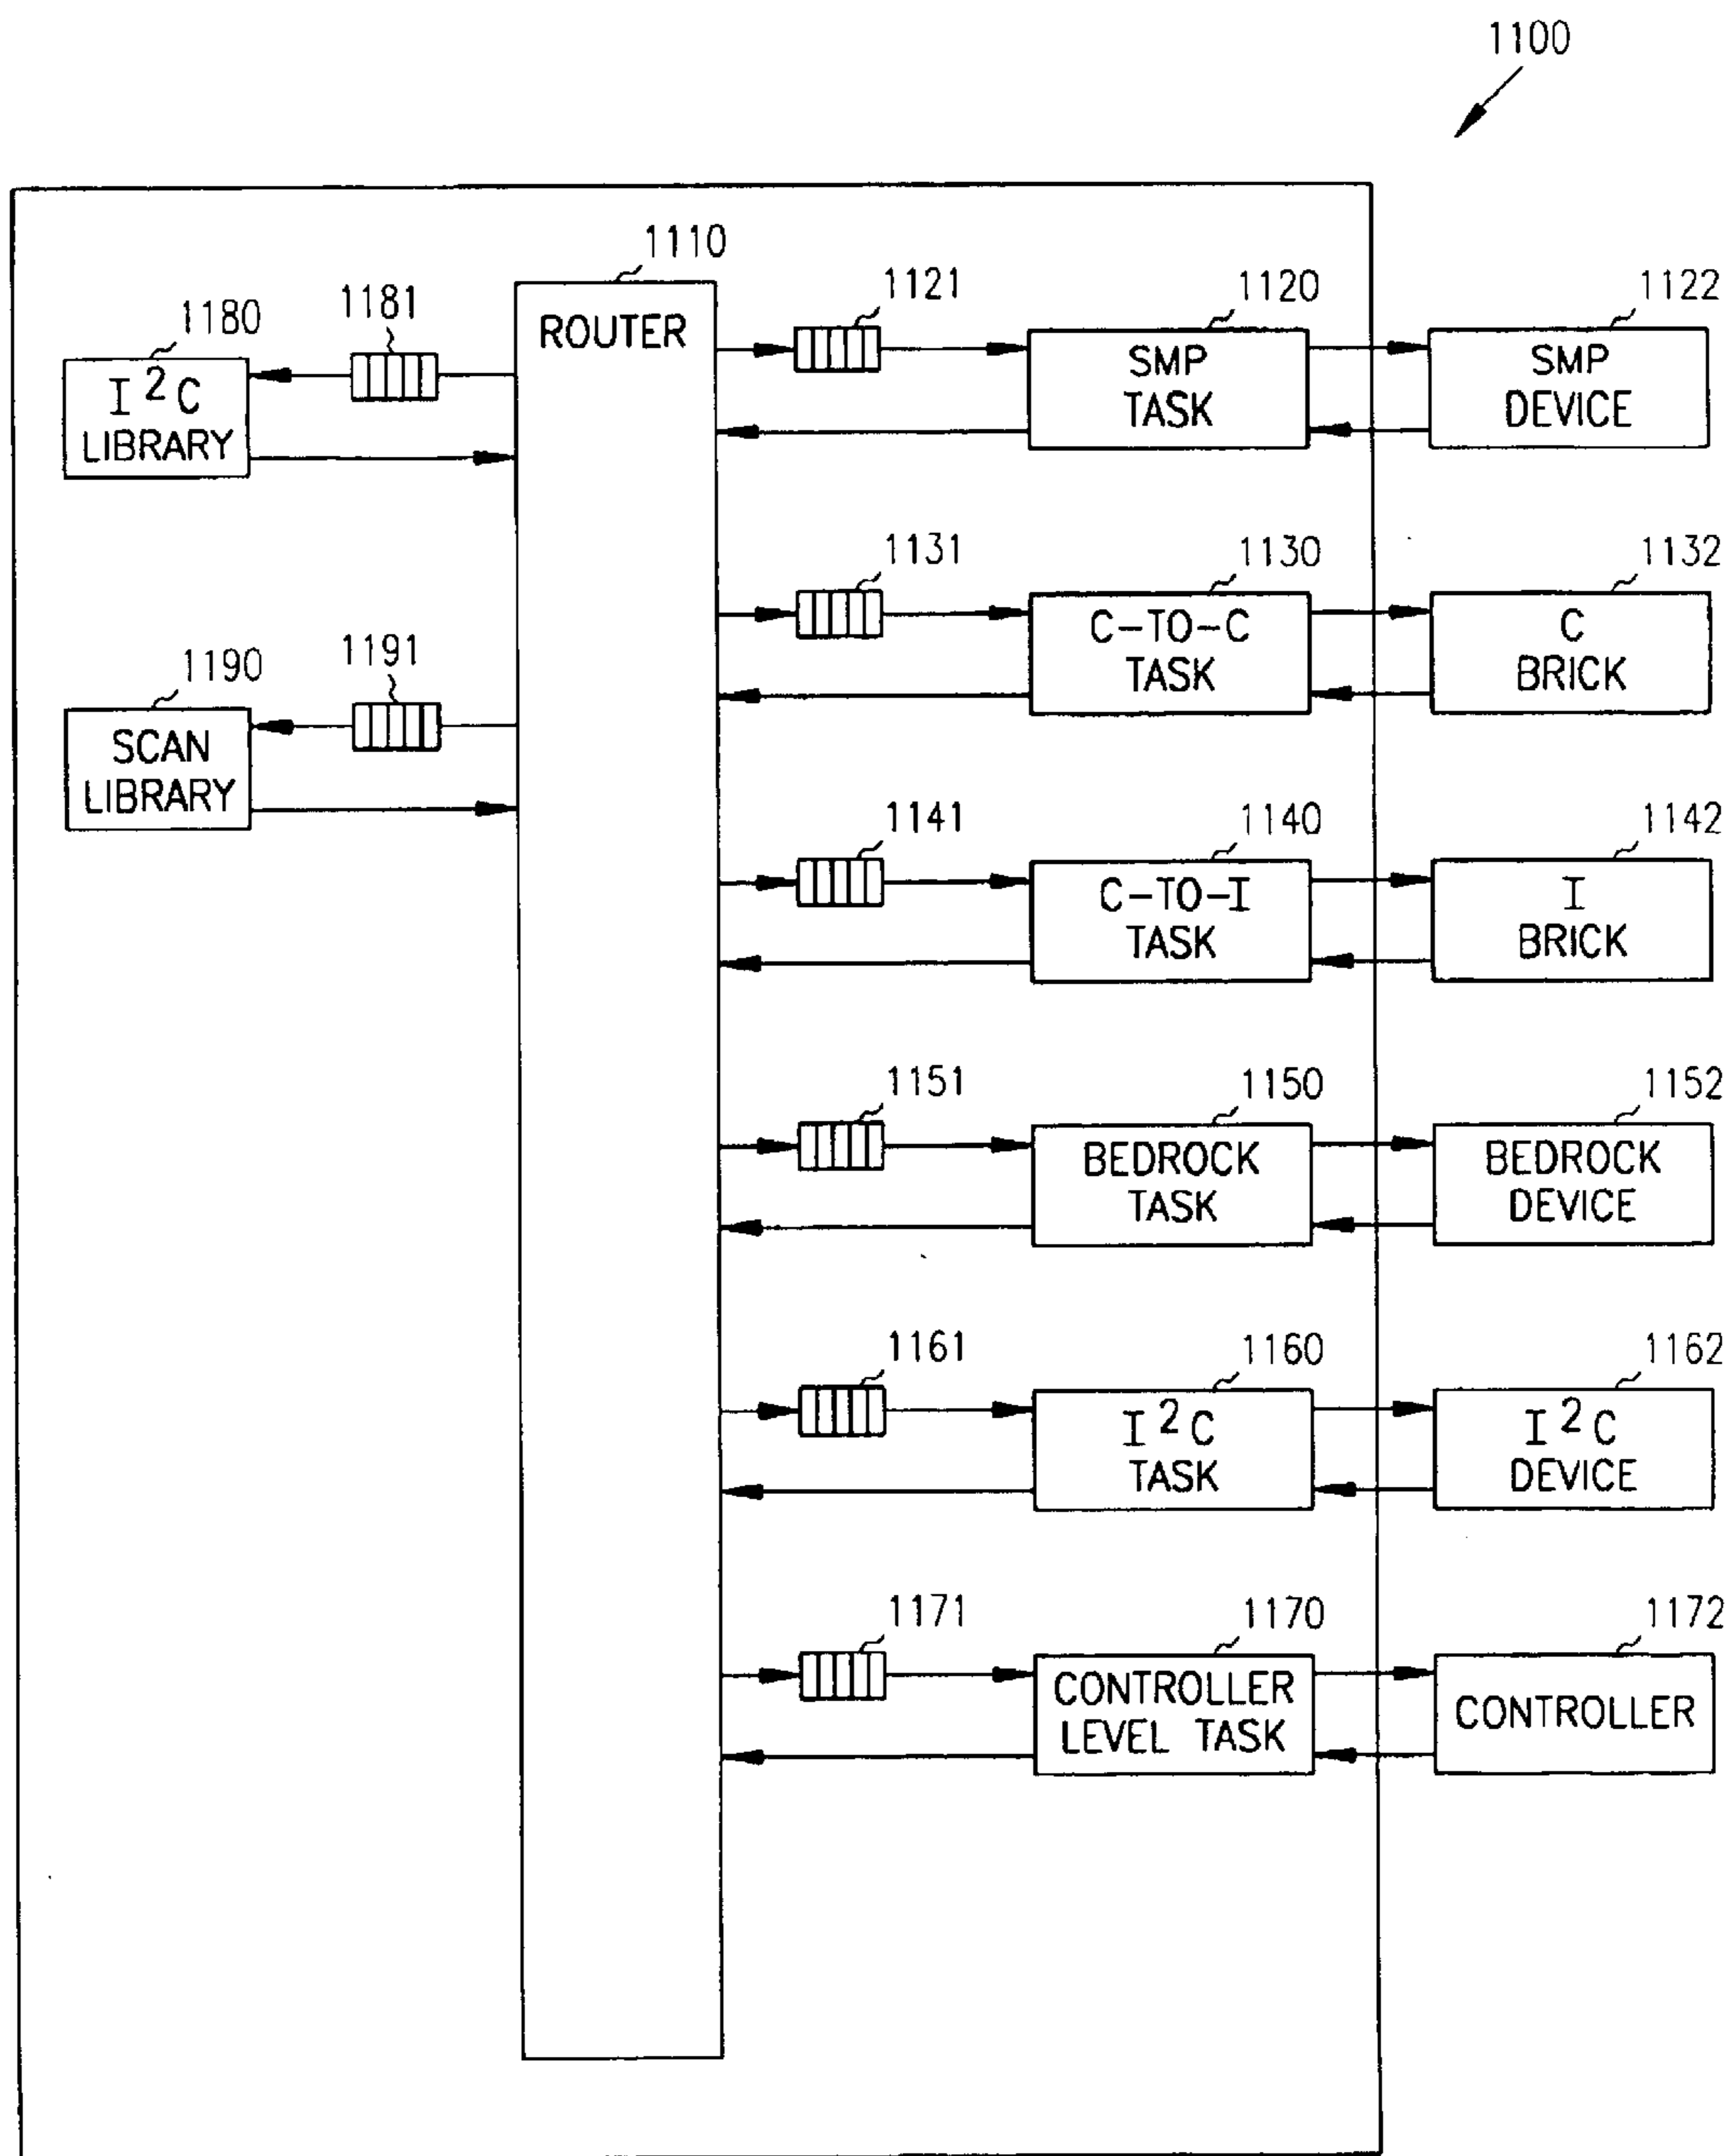 1100
1110
ROUTER
1180
1181
I²C
LIBRARY
1190
1191
SCAN
LIBRARY
1121
1120
SMP
TASK
1122
SMP
DEVICE
1131
1130
C-TO-C
TASK
1132
C
BRICK
1141
1140
C-TO-I
TASK
1142
I
BRICK
1151
1150
BEDROCK
TASK
1152
BEDROCK
DEVICE
1161
1160
I²C
TASK
1162
I²C
DEVICE
1171
1170
CONTROLLER
LEVEL TASK
1172
CONTROLLER